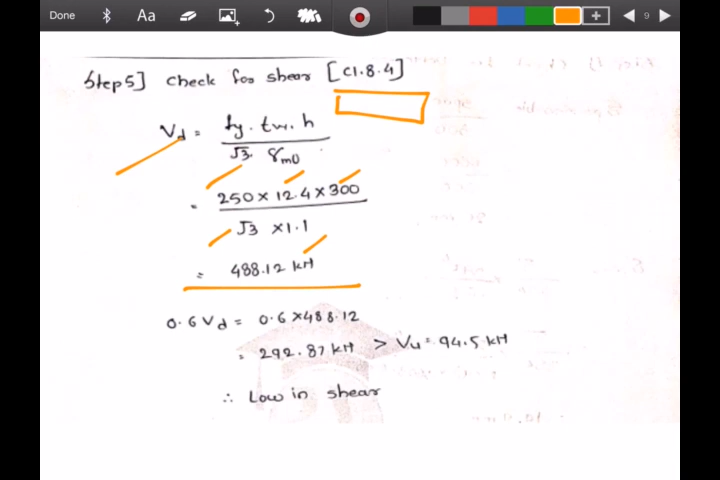 Done Aa 9
Step5] Check for shear [Cl.8.4]
Vd = fy. tw. h
√3. γm0
= 250 × 12.4 × 300
√3 × 1.1
= 488.12 kN
0.6 Vd = 0.6 × 488.12
= 292.87 kN > Vu = 94.5 kN
∴ Low in shear